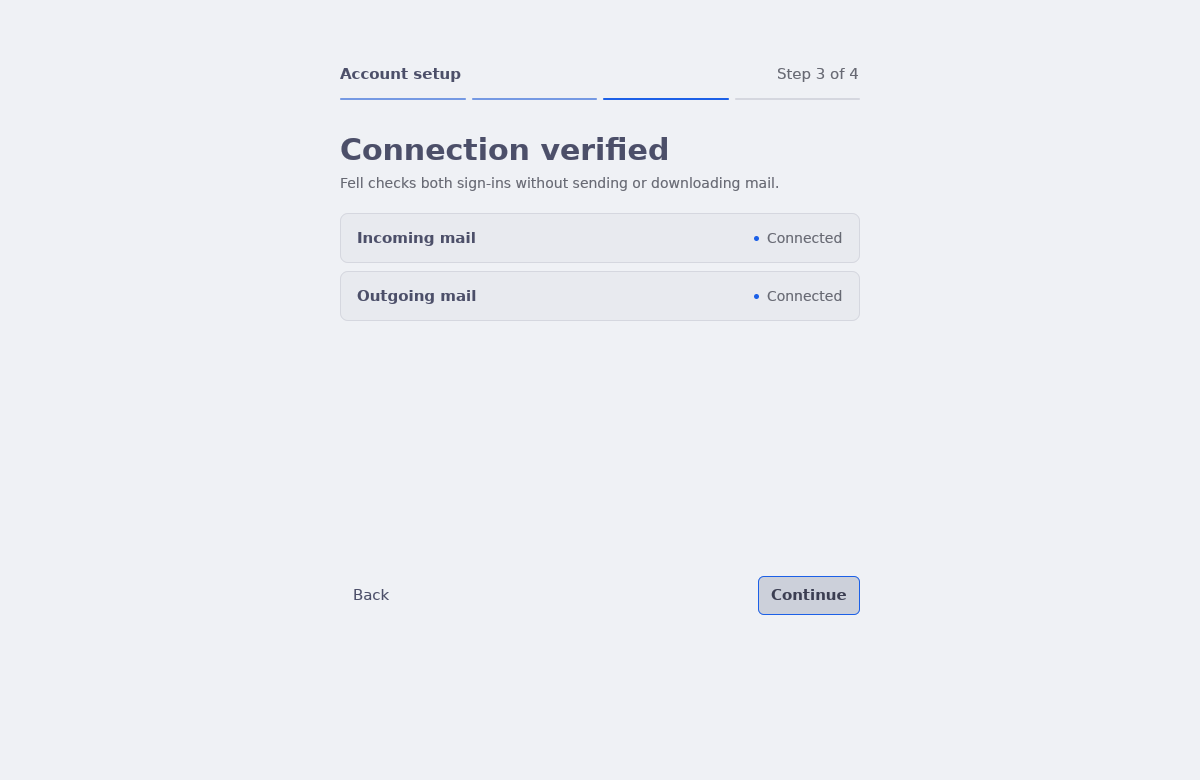 Account setup
Step 3 of 4
Connection verified
Fell checks both sign-ins without sending or downloading mail.
Incoming mail
Connected
Outgoing mail
Connected
Back
Continue